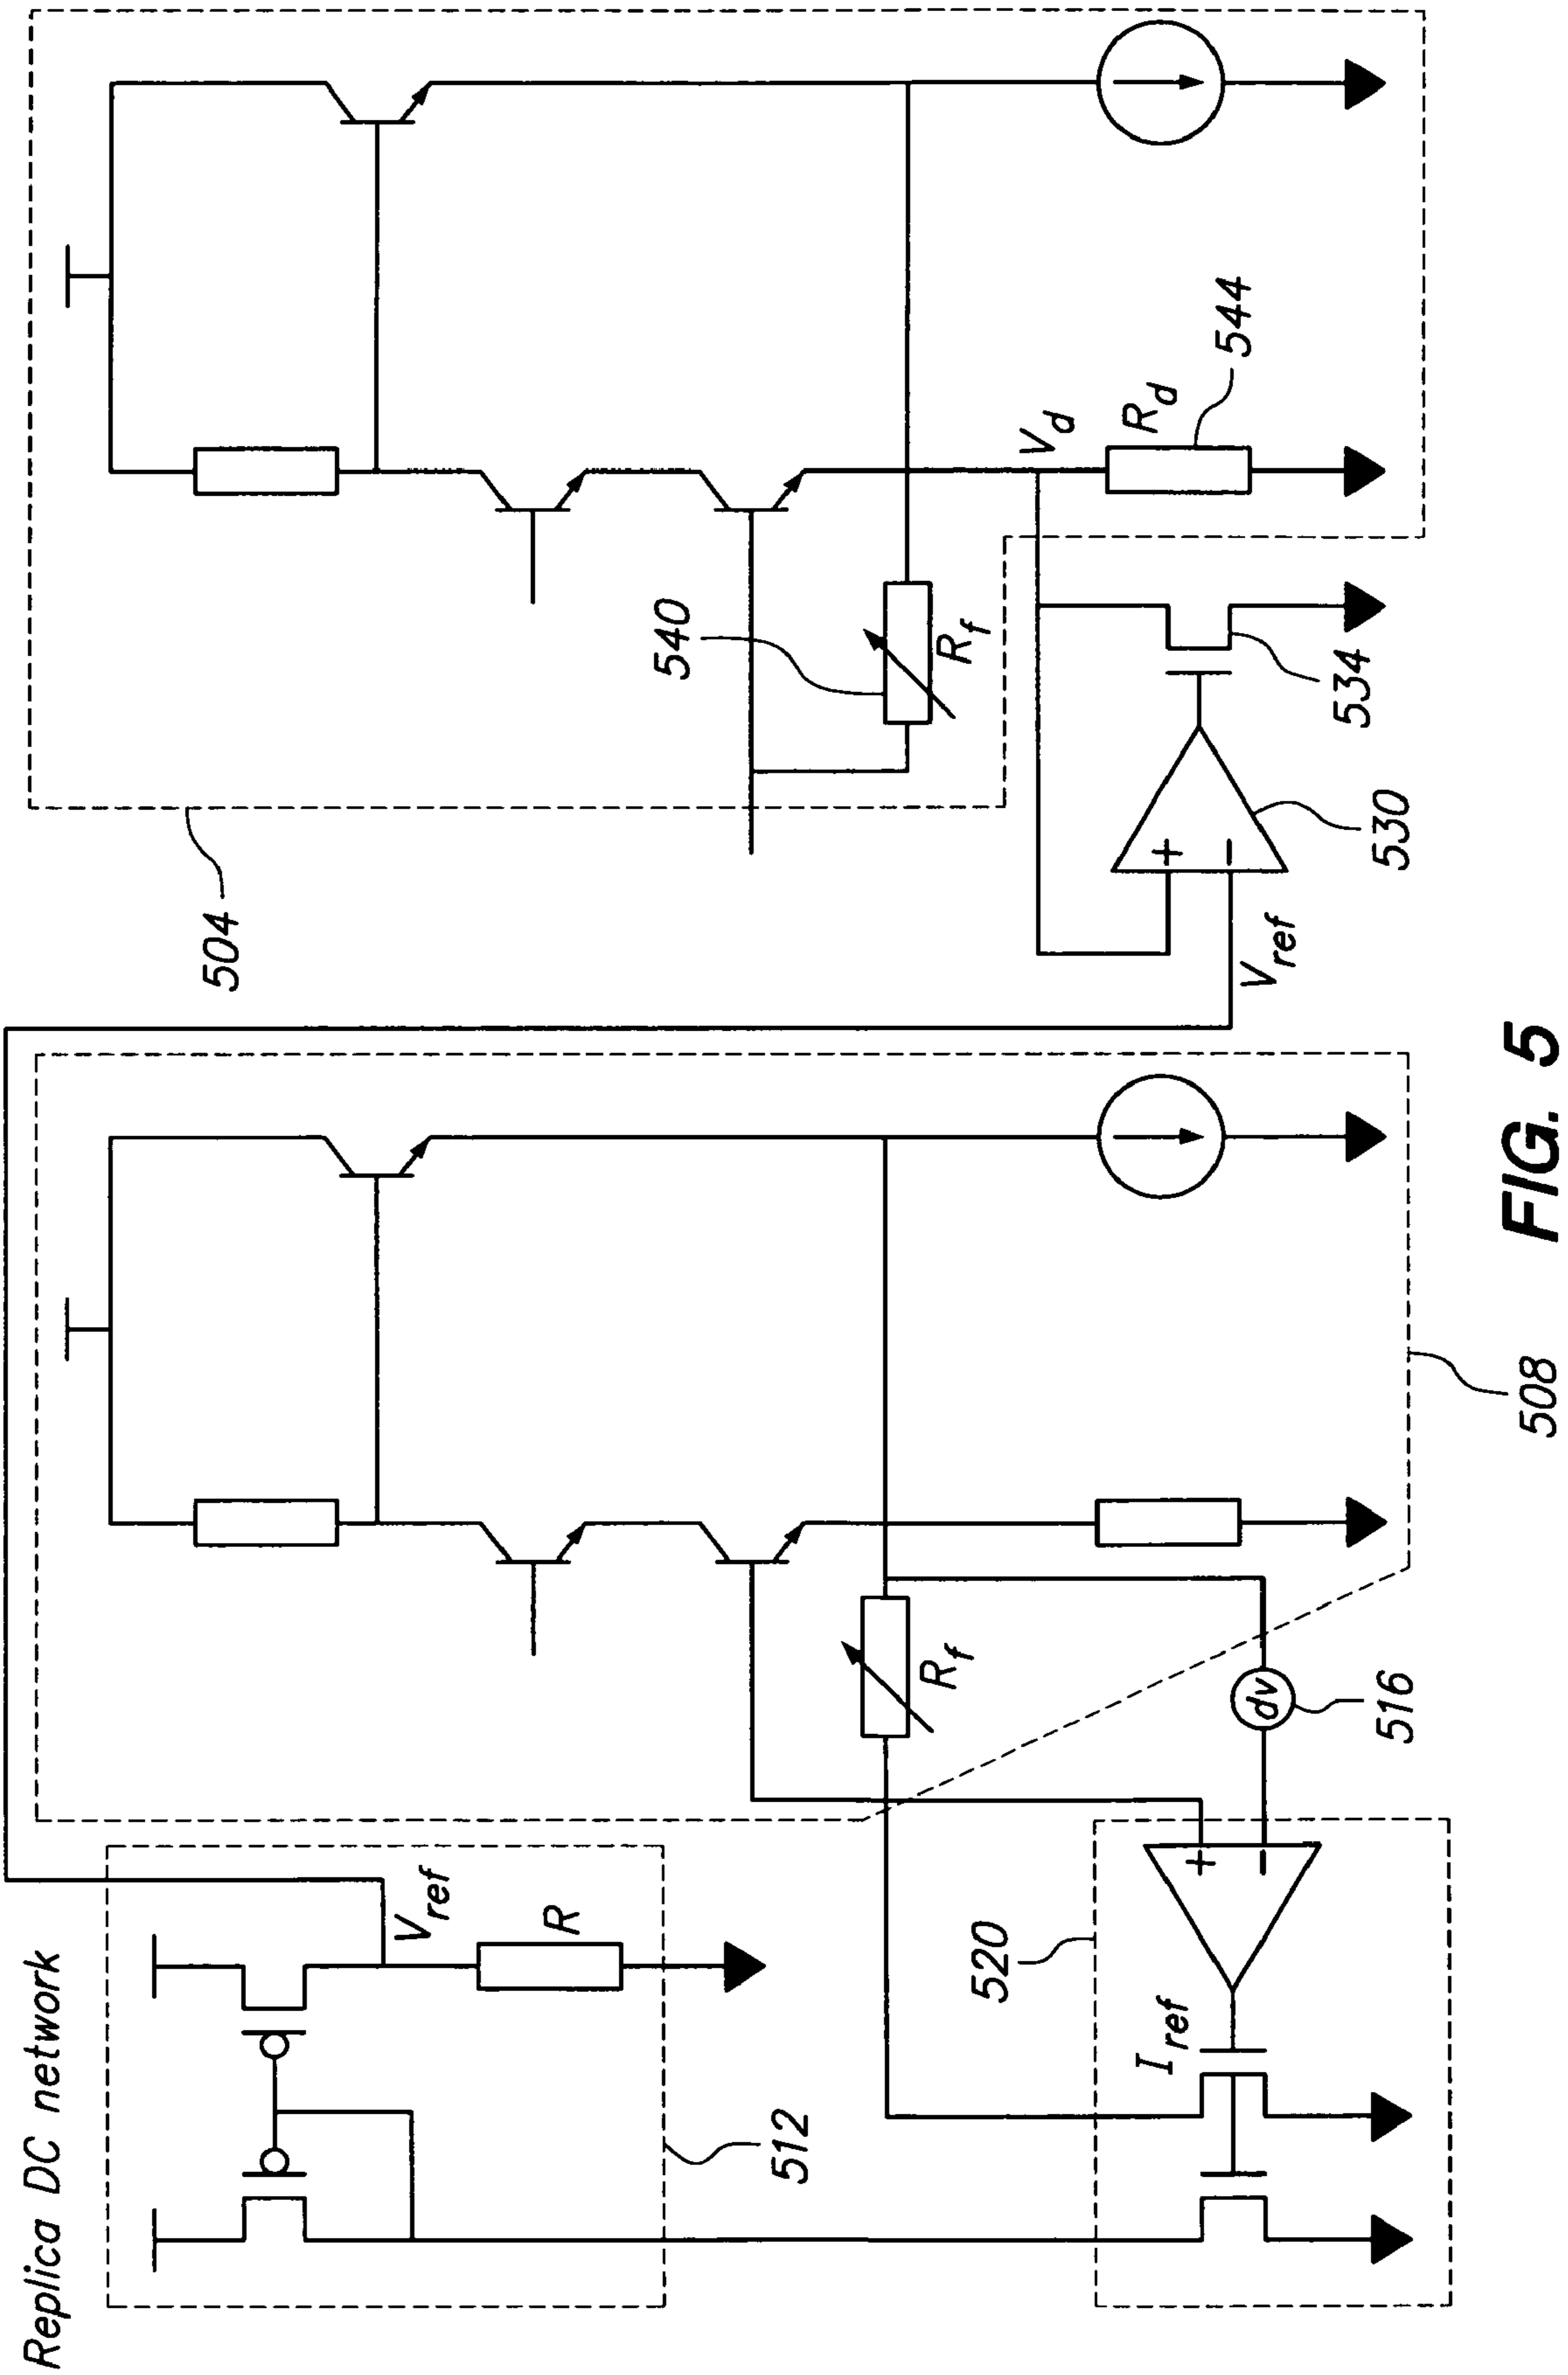 Replica DC network
V_ref
R
512
520
I_ref
+
−
dv
516
R_f
508
504
540
R_f
V_d
R_d
544
534
+
−
530
V_ref
FIG. 5